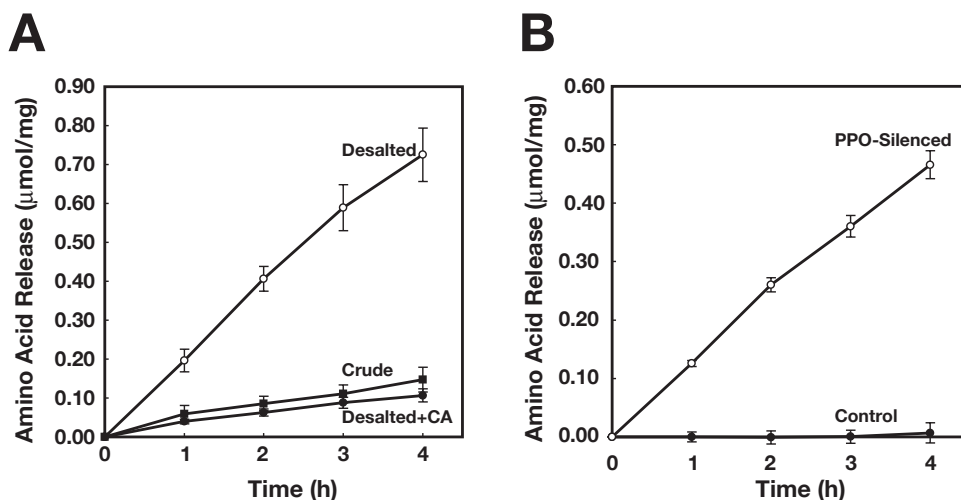 A
Amino Acid Release (μmol/mg)
0.90
0.80
0.70
0.60
0.50
0.40
0.30
0.20
0.10
0.00
Desalted
Crude
Desalted+CA
0
1
2
3
4
Time (h)
B
Amino Acid Release (μmol/mg)
0.60
0.50
0.40
0.30
0.20
0.10
0.00
PPO-Silenced
Control
0
1
2
3
4
Time (h)